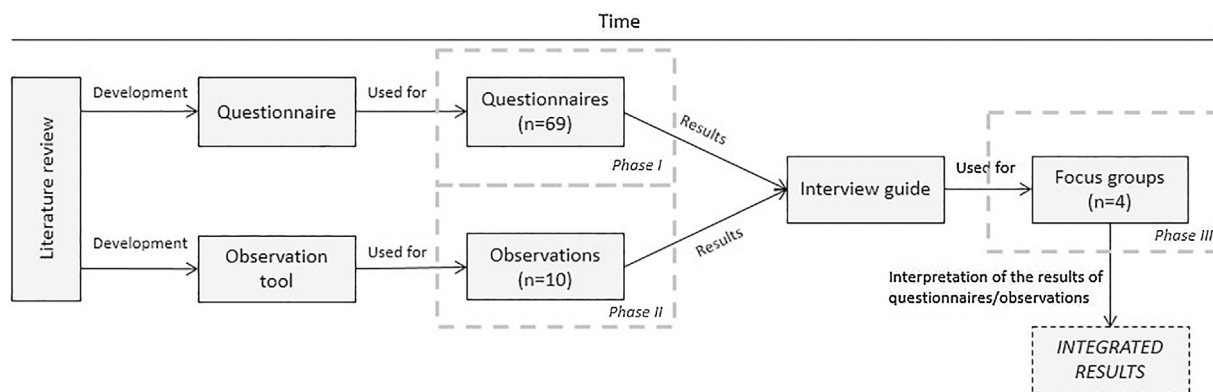 Time
Literature review
Development
Questionnaire
Used for
Questionnaires
(n=69)
Phase I
Results
Development
Observation
tool
Used for
Observations
(n=10)
Phase II
Results
Interview guide
Used for
Focus groups
(n=4)
Phase III
Interpretation of the results of
questionnaires/observations
INTEGRATED
RESULTS